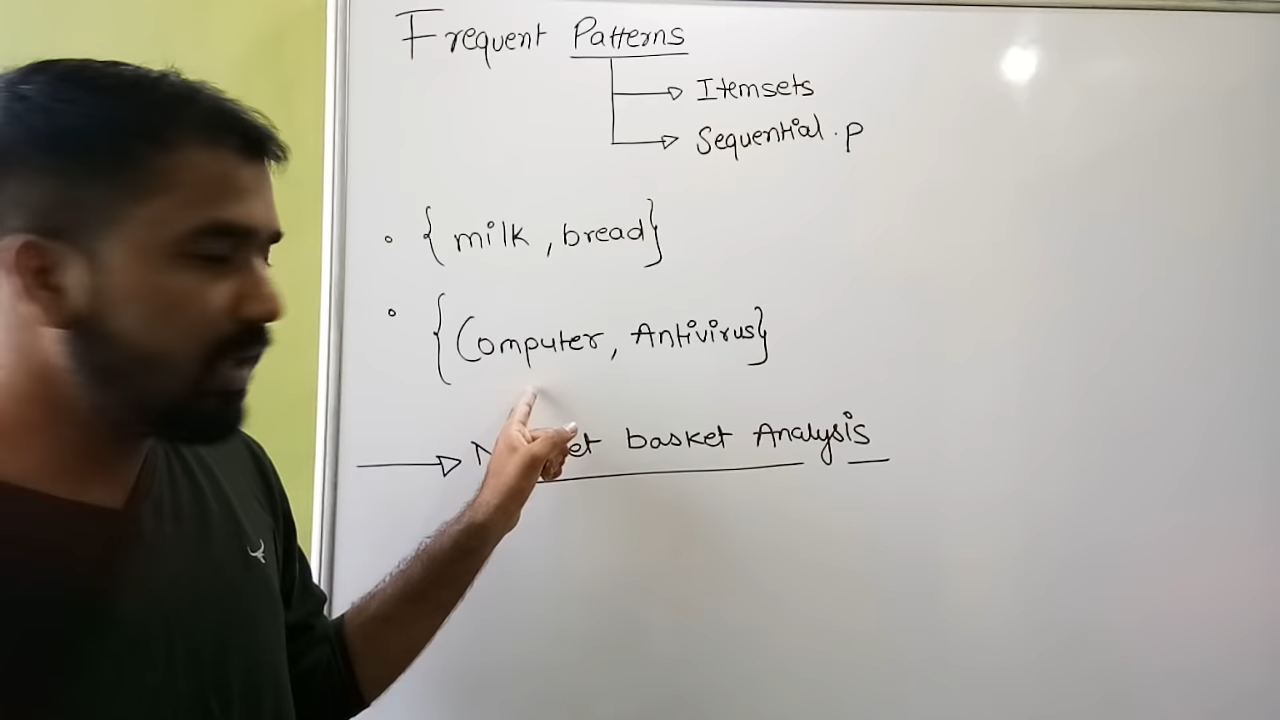 Frequent Patterns
Itemsets
Sequential . p
{ milk , bread }
{ Computer , Antivirus }
basket Analysis